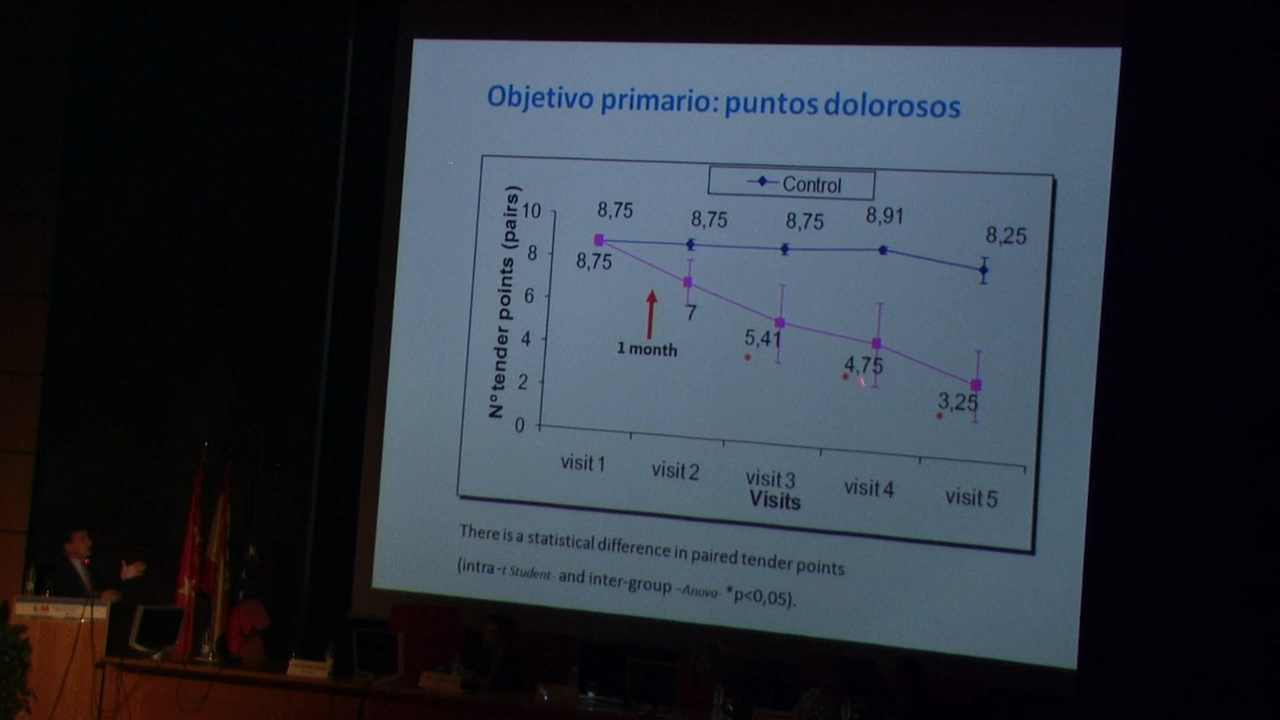 Objetivo primario: puntos dolorosos
Control
Nº tender points (pairs)
10
8
6
4
2
0
8,75
8,75
8,75
8,91
8,25
8,75
7
5,41
*
4,75
*
3,25
*
1 month
visit 1
visit 2
visit 3
visit 4
visit 5
Visits
There is a statistical difference in paired tender points
(intra -t Student- and inter-group -Anova- *p<0,05).